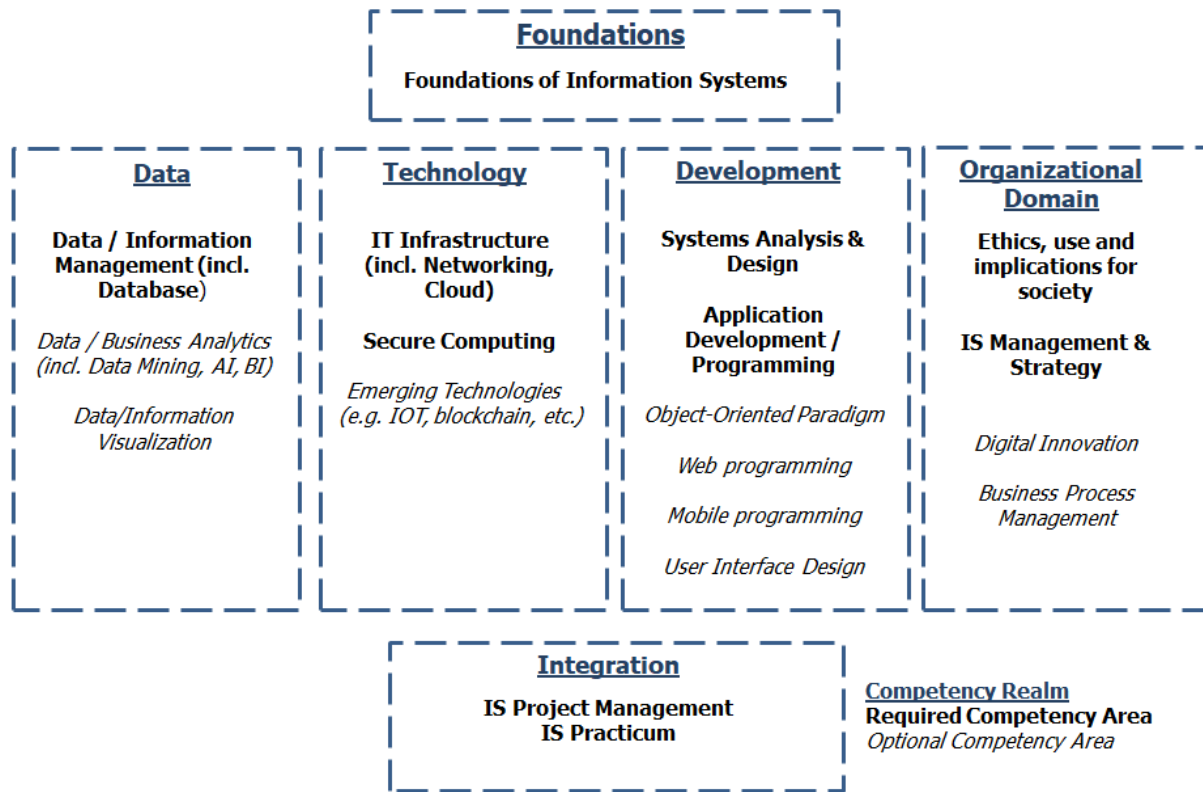 Foundations
Foundations of Information Systems
Data
Data / Information
Management (incl.
Database)
Data / Business Analytics
(incl. Data Mining, AI, BI)
Data/Information
Visualization
Technology
IT Infrastructure
(incl. Networking,
Cloud)
Secure Computing
Emerging Technologies
(e.g. IOT, blockchain, etc.)
Development
Systems Analysis &
Design
Application
Development /
Programming
Object-Oriented Paradigm
Web programming
Mobile programming
User Interface Design
Organizational
Domain
Ethics, use and
implications for
society
IS Management &
Strategy
Digital Innovation
Business Process
Management
Integration
IS Project Management
IS Practicum
Competency Realm
Required Competency Area
Optional Competency Area